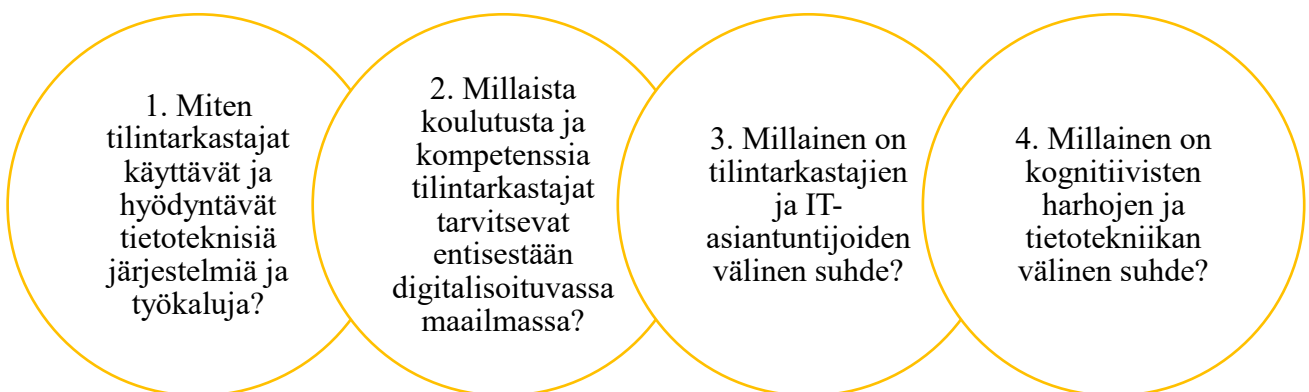 1. Miten
tilintarkastajat
käyttävät ja
hyödyntävät
tietoteknisiä
järjestelmiä ja
työkaluja?
2. Millaista
koulutusta ja
kompetenssia
tilintarkastajat
tarvitsevat
entisestään
digitalisoituvassa
maailmassa?
3. Millainen on
tilintarkastajien
ja IT-
asiantuntijoiden
välinen suhde?
4. Millainen on
kognitiivisten
harhojen ja
tietotekniikan
välinen suhde?